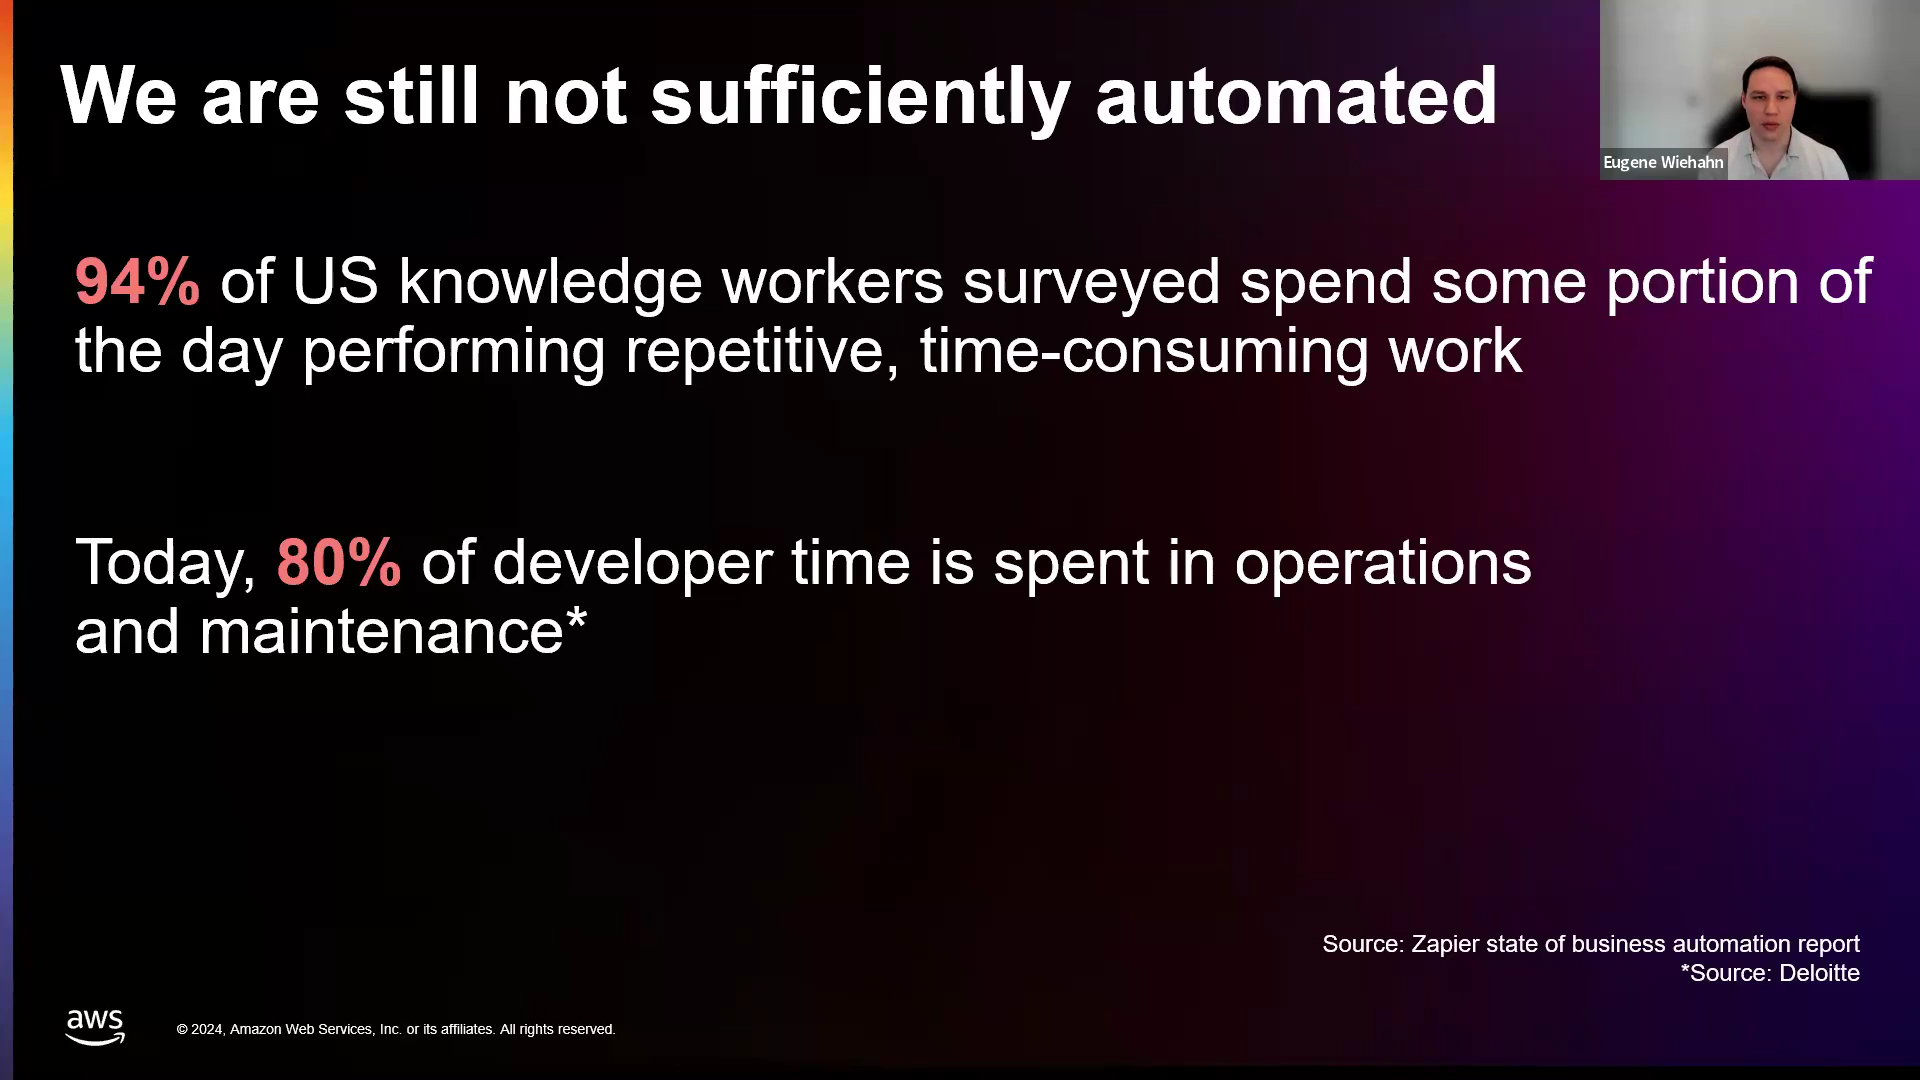 We are still not sufficiently automated
Eugene Wiehahn
94% of US knowledge workers surveyed spend some portion of
the day performing repetitive, time-consuming work
Today, 80% of developer time is spent in operations
and maintenance*
Source: Zapier state of business automation report
*Source: Deloitte
aws
© 2024, Amazon Web Services, Inc. or its affiliates. All rights reserved.